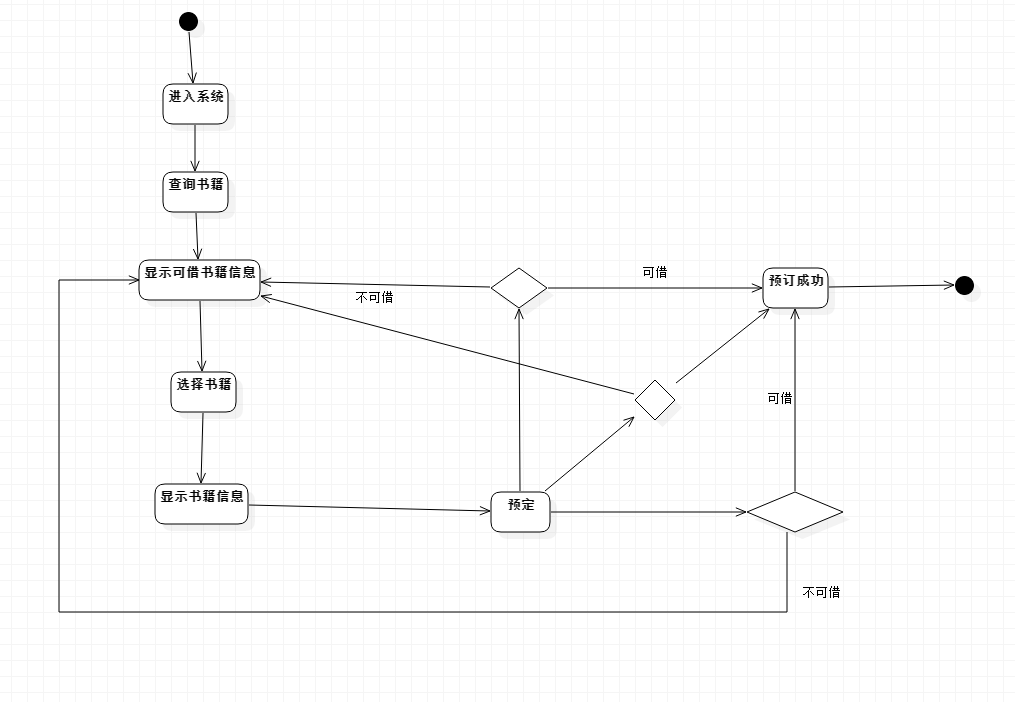 进入系统
查询书籍
显示可借书籍信息
不可借
可借
预订成功
选择书籍
可借
显示书籍信息
预定
不可借